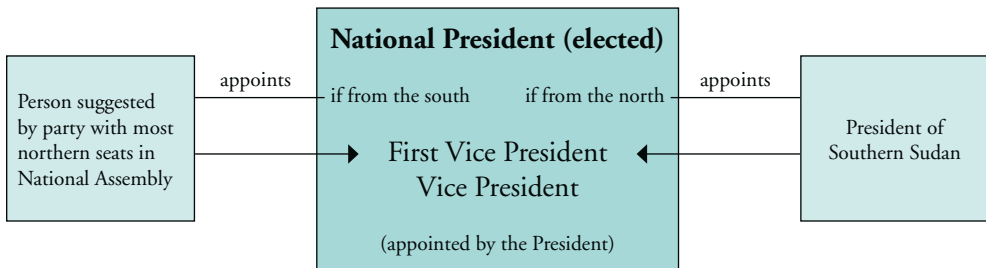 National President (elected)
appoints
appoints
if from the south
if from the north
Person suggested
by party with most
northern seats in
National Assembly
President of
Southern Sudan
First Vice President
Vice President
(appointed by the President)